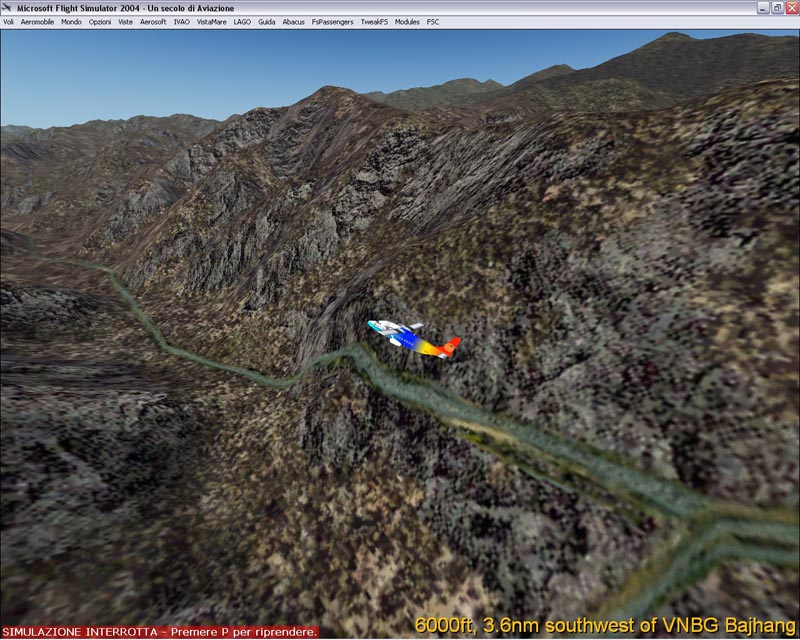 Microsoft Flight Simulator 2004 - Un secolo di Aviazione
Voli Aeromobile Mondo Opzioni Viste Aerosoft IVAO VistaMare LAGO Guida Abacus FsPassengers TweakFS Modules FSC
SIMULAZIONE INTERROTTA - Premere P per riprendere.
6000ft, 3.6nm southwest of VNBG Bajhang